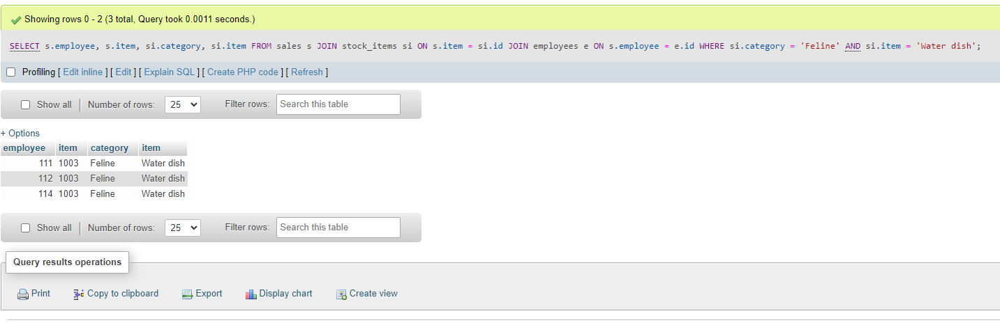 Showing rows 0 - 2 (3 total, Query took 0.0011 seconds.)
SELECT s.employee, s.item, si.category, si.item FROM sales s JOIN stock_items si ON s.item = si.id JOIN employees e ON s.employee = e.id WHERE si.category = 'Feline' AND si.item = 'Water dish';
Profiling [ Edit inline ] [ Edit ] [ Explain SQL ] [ Create PHP code ] [ Refresh ]
Show all Number of rows: 25 Filter rows: Search this table
+ Options
employee item category item
111 1003 Feline Water dish
112 1003 Feline Water dish
114 1003 Feline Water dish
Show all Number of rows: 25 Filter rows: Search this table
Query results operations
Print Copy to clipboard Export Display chart Create view